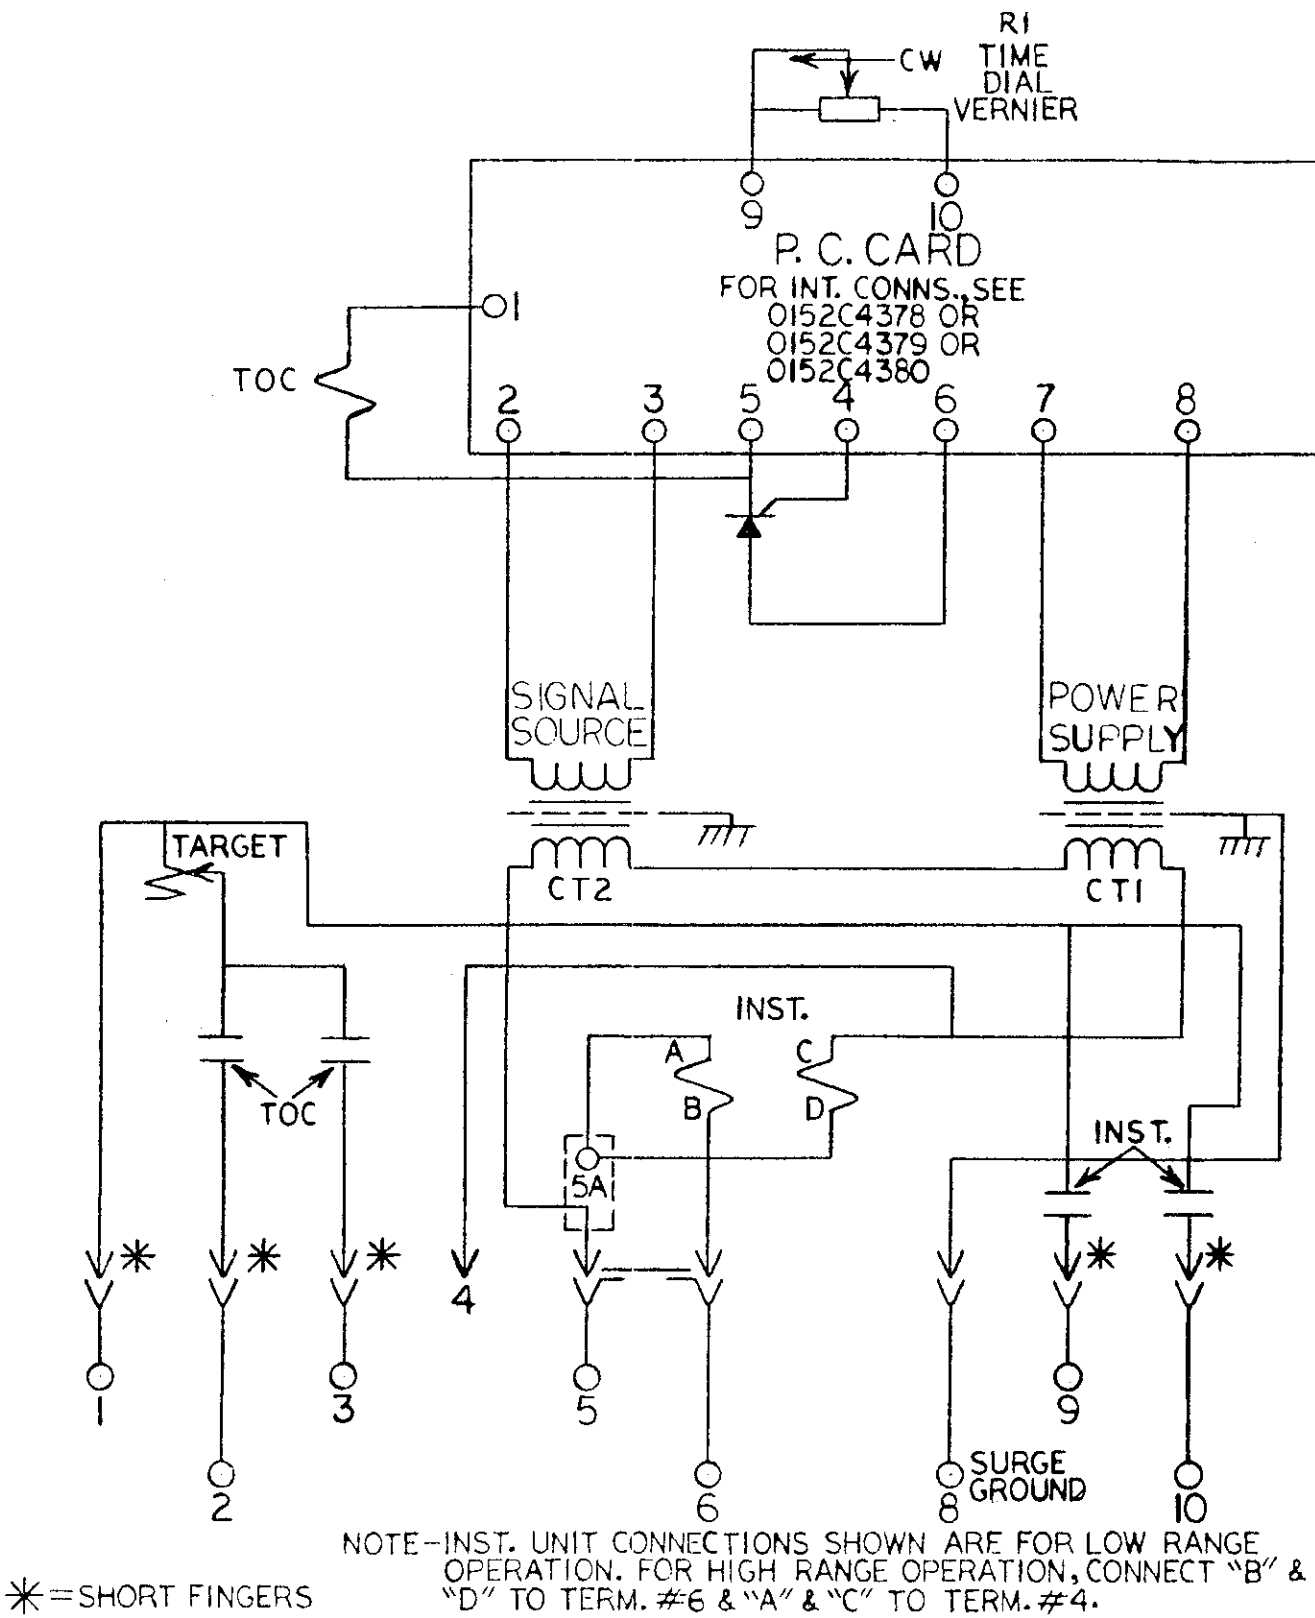 R1
TIME
DIAL
VERNIER
CW
9
10
P. C. CARD
FOR INT. CONNS., SEE
0152C4378 OR
0152C4379 OR
0152C4380
1
TOC
2
3
5
4
6
7
8
SIGNAL
SOURCE
POWER
SUPPLY
TARGET
CT2
CT1
INST.
A
C
B
D
TOC
INST.
5A
4
1
3
5
9
2
6
8
SURGE
GROUND
10
NOTE-INST. UNIT CONNECTIONS SHOWN ARE FOR LOW RANGE
OPERATION. FOR HIGH RANGE OPERATION, CONNECT "B" &
"D" TO TERM. #6 & "A" & "C" TO TERM. #4.
* = SHORT FINGERS